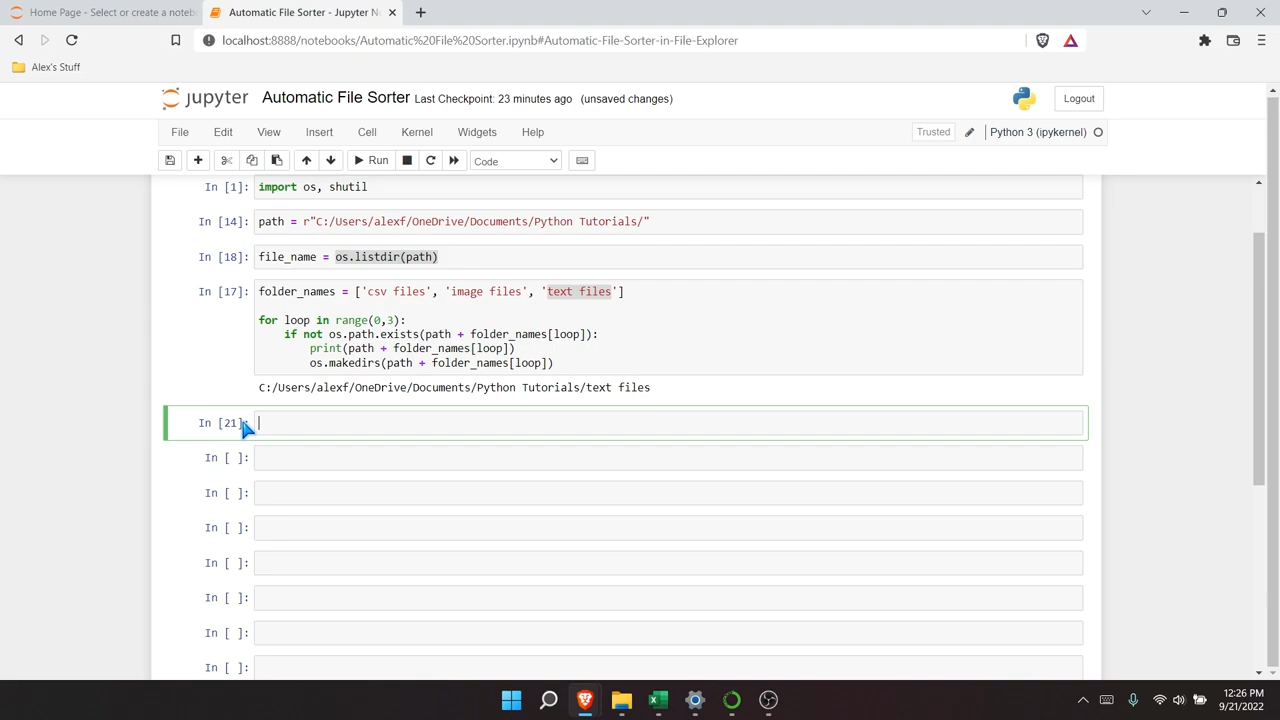 Home Page - Select or create a noteb
Automatic File Sorter - Jupyter N
localhost:8888/notebooks/Automatic%20File%20Sorter.ipynb#Automatic-File-Sorter-in-File-Explorer
Alex's Stuff
jupyter Automatic File Sorter Last Checkpoint: 23 minutes ago (unsaved changes)
Logout
File Edit View Insert Cell Kernel Widgets Help
Trusted Python 3 (ipykernel)
Run Code
In [1]: import os, shutil
In [14]: path = r"C:/Users/alexf/OneDrive/Documents/Python Tutorials/"
In [18]: file_name = os.listdir(path)
In [17]: folder_names = ['csv files', 'image files', 'text files']
for loop in range(0,3):
    if not os.path.exists(path + folder_names[loop]):
        print(path + folder_names[loop])
        os.makedirs(path + folder_names[loop])
C:/Users/alexf/OneDrive/Documents/Python Tutorials/text files
In [21]:
In [ ]:
In [ ]:
In [ ]:
In [ ]:
In [ ]:
In [ ]:
In [ ]:
12:26 PM
9/21/2022